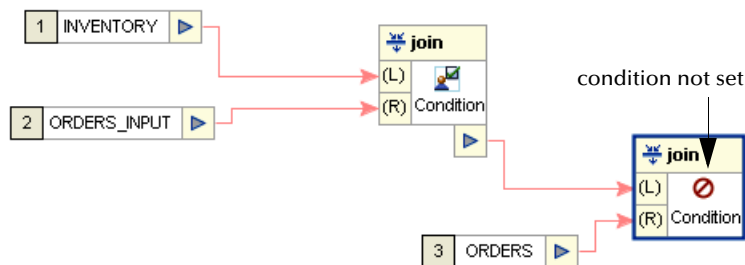 1 INVENTORY
join
(L)
(R) Condition
2 ORDERS_INPUT
condition not set
join
(L)
(R) Condition
3 ORDERS